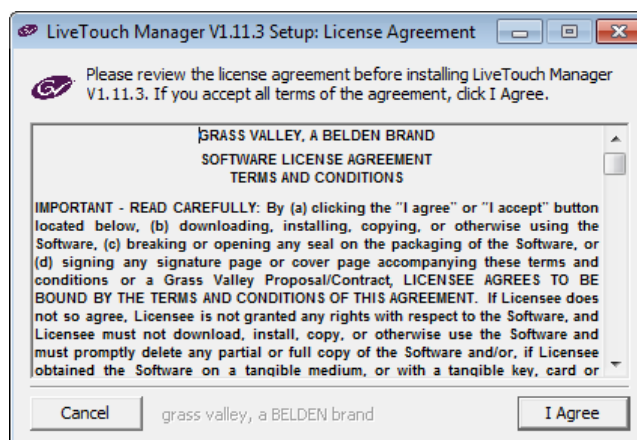 LiveTouch Manager V1.11.3 Setup: License Agreement
Please review the license agreement before installing LiveTouch Manager
V1.11.3. If you accept all terms of the agreement, click I Agree.
GRASS VALLEY, A BELDEN BRAND
SOFTWARE LICENSE AGREEMENT
TERMS AND CONDITIONS
IMPORTANT - READ CAREFULLY: By (a) clicking the "I agree" or "I accept" button
located below, (b) downloading, installing, copying, or otherwise using the
Software, (c) breaking or opening any seal on the packaging of the Software, or
(d) signing any signature page or cover page accompanying these terms and
conditions or a Grass Valley Proposal/Contract, LICENSEE AGREES TO BE
BOUND BY THE TERMS AND CONDITIONS OF THIS AGREEMENT. If Licensee does
not so agree, Licensee is not granted any rights with respect to the Software, and
Licensee must not download, install, copy, or otherwise use the Software and
must promptly delete any partial or full copy of the Software and/or, if Licensee
obtained the Software on a tangible medium, or with a tangible key, card or
Cancel
grass valley, a BELDEN brand
I Agree